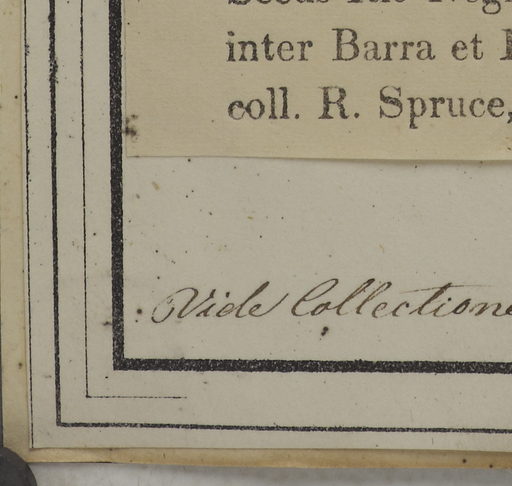 inter Barra et
coll. R. Spruce,
Vide Collectione